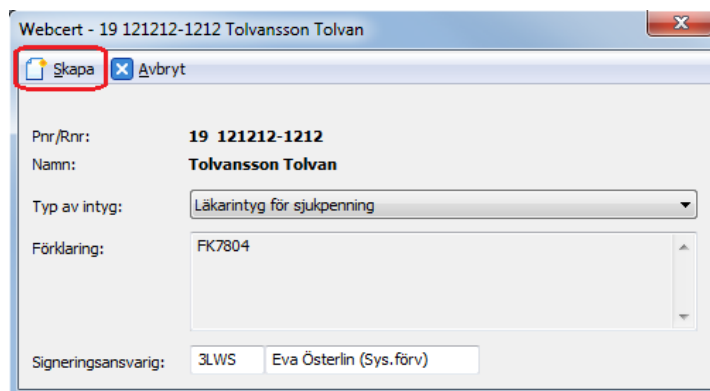 Webcert - 19 121212-1212 Tolvansson Tolvan
Skapa Avbryt
Pnr/Rnr: 19 121212-1212
Namn: Tolvansson Tolvan
Typ av intyg: Läkarintyg för sjukpenning
Förklaring: FK7804
Signeringsansvarig: 3LWS Eva Österlin (Sys.förv)